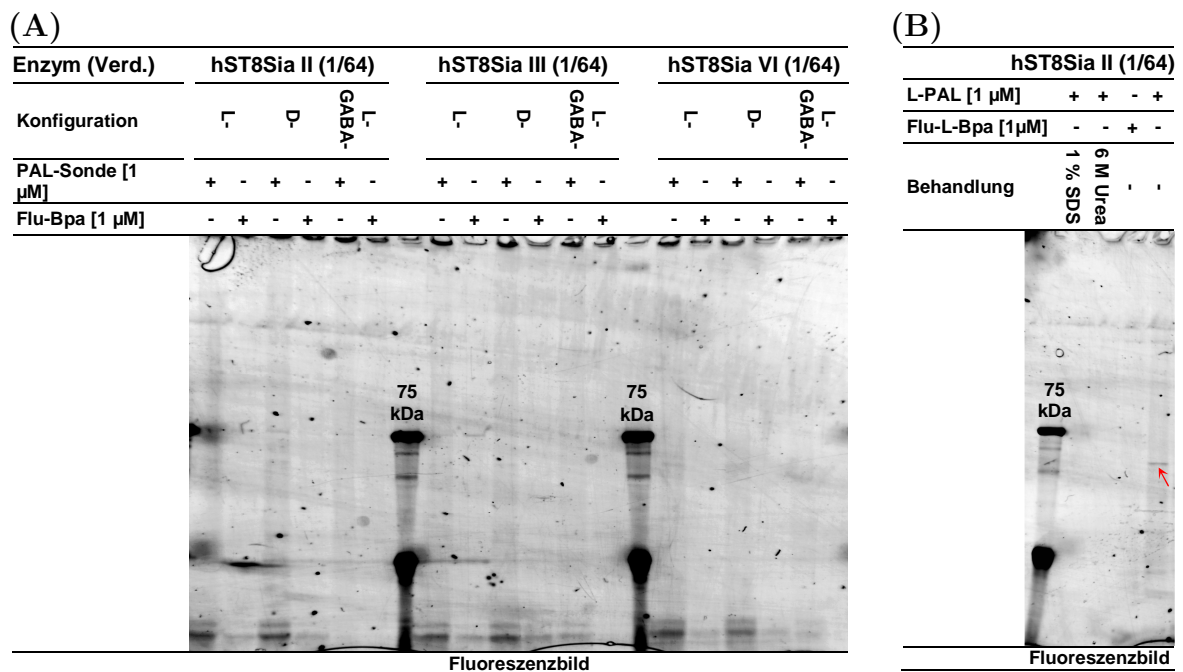 (A)
Enzym (Verd.) hST8Sia II (1/64) hST8Sia III (1/64) hST8Sia VI (1/64)
Konfiguration L- D- L-GABA- L- D- L-GABA- L- D- L-GABA-
PAL-Sonde [1 µM] + - + - + - + - + - + - + - + - + -
Flu-Bpa [1 µM] - + - + - + - + - + - + - + - + - +
75 kDa 75 kDa
Fluoreszenzbild
(B)
hST8Sia II (1/64)
L-PAL [1 µM] + + - +
Flu-L-Bpa [1µM] - - + -
Behandlung 1 % SDS 6 M Urea - -
75 kDa
Fluoreszenzbild